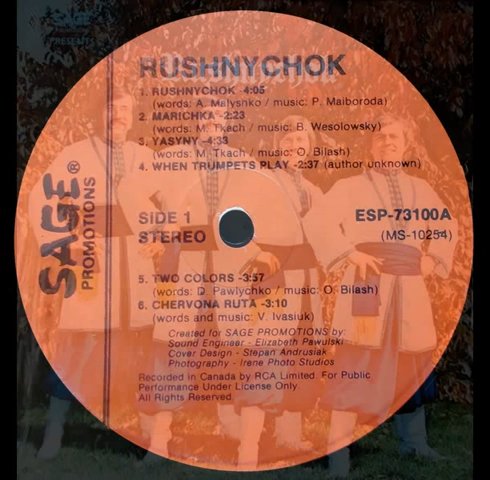 SAGE
PRESENTS
RUSHNYCHOK
1. RUSHNYCHOK -4:05
(words: A. Malyshko / music: P. Maiboroda)
2. MARICHKA -2:23
(words: M. Tkach / music: B. Wesolowsky)
3. YASYNY -4:33
(words: M. Tkach / music: O. Bilash)
4. WHEN TRUMPETS PLAY -2:37 (author unknown)
SAGE ®
PROMOTIONS
SIDE 1
STEREO
ESP-73100A
(MS-10254)
5. TWO COLORS -3:57
(words: D. Pawlychko / music: O. Bilash)
6. CHERVONA RUTA -3:10
(words and music: V. Ivasiuk)
Created for SAGE PROMOTIONS by:
Sound Engineer - Elizabeth Pawulski
Cover Design - Stepan Andrusiak
Photography - Irene Photo Studios
Recorded in Canada by RCA Limited. For Public
Performance Under License Only.
All Rights Reserved.